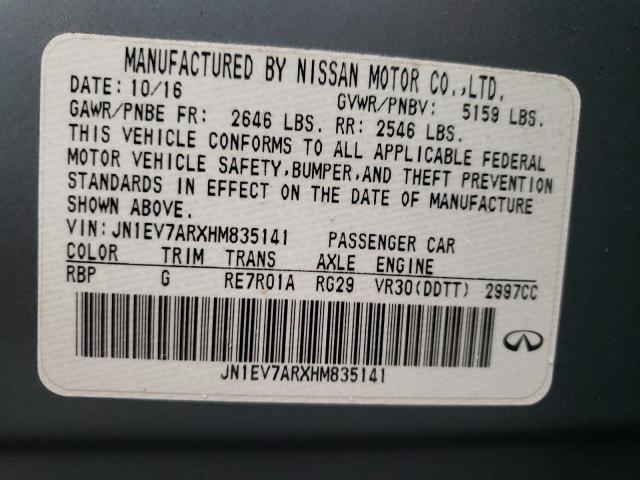 MANUFACTURED BY NISSAN MOTOR CO.,LTD.
DATE: 10/16 GVWR/PNBV: 5159 LBS.
GAWR/PNBE FR: 2646 LBS. RR: 2546 LBS.
THIS VEHICLE CONFORMS TO ALL APPLICABLE FEDERAL
MOTOR VEHICLE SAFETY,BUMPER,AND THEFT PREVENTION
STANDARDS IN EFFECT ON THE DATE OF MANUFACTURE
SHOWN ABOVE.
VIN:JN1EV7ARXHM835141 PASSENGER CAR
COLOR TRIM TRANS AXLE ENGINE
RBP G RE7R01A RG29 VR30(DDTT) 2997CC
JN1EV7ARXHM835141